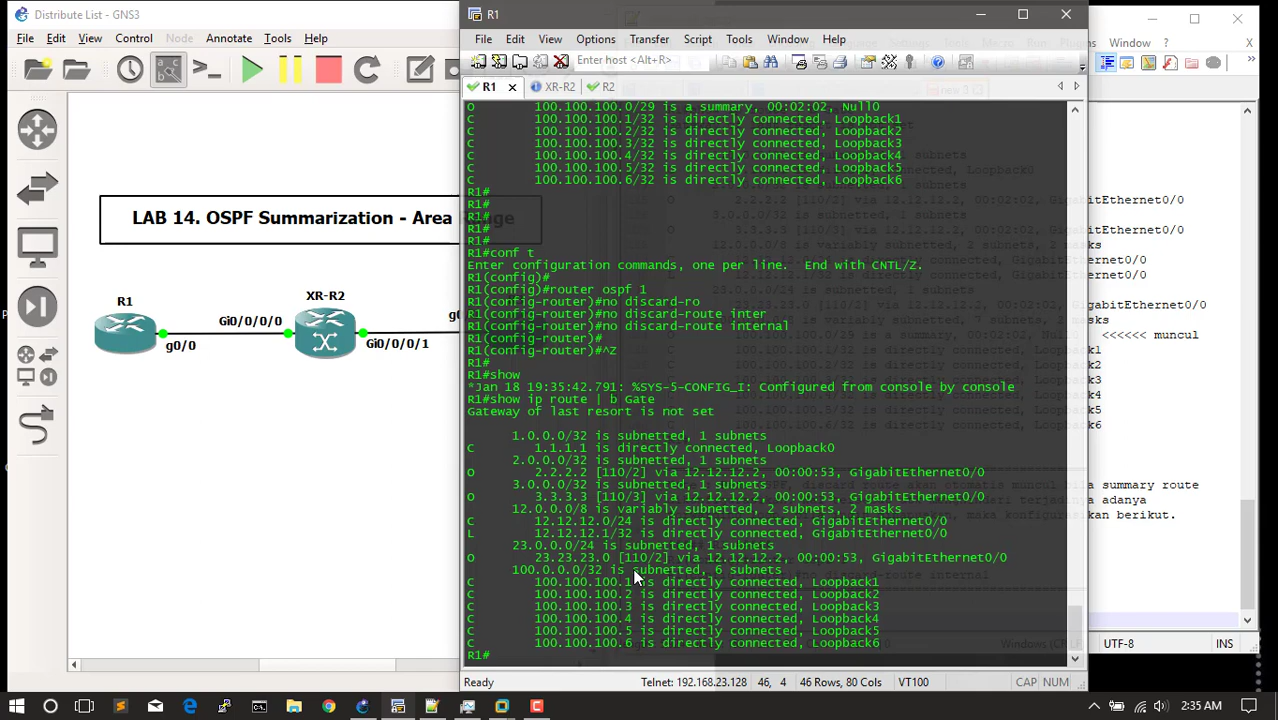 Distribute List - GNS3
File Edit View Control Annotate Tools Help
LAB 14. OSPF Summarization - Area Range
R1
XR-R2
Gi0/0/0/0
g0/0
Gi0/0/0/1
R1
File Edit View Options Transfer Script Tools Window Help
Enter host <Alt+R>
R1 XR-R2 R2
O 100.100.100.0/29 is a summary, 00:02:02, Null0
C 100.100.100.1/32 is directly connected, Loopback1
C 100.100.100.2/32 is directly connected, Loopback2
C 100.100.100.3/32 is directly connected, Loopback3
C 100.100.100.4/32 is directly connected, Loopback4
C 100.100.100.5/32 is directly connected, Loopback5
C 100.100.100.6/32 is directly connected, Loopback6
R1#
R1#
R1#
R1#
R1#
R1#conf t
Enter configuration commands, one per line. End with CNTL/Z.
R1(config)#
R1(config)#router ospf 1
R1(config-router)#no discard-ro
R1(config-router)#no discard-route inter
R1(config-router)#no discard-route internal
R1(config-router)#
R1(config-router)#^Z
R1#
R1#show
*Jan 18 19:35:42.791: %SYS-5-CONFIG_I: Configured from console by console
R1#show ip route | b Gate
Gateway of last resort is not set
1.0.0.0/32 is subnetted, 1 subnets
C 1.1.1.1 is directly connected, Loopback0
2.0.0.0/32 is subnetted, 1 subnets
O 2.2.2.2 [110/2] via 12.12.12.2, 00:00:53, GigabitEthernet0/0
3.0.0.0/32 is subnetted, 1 subnets
O 3.3.3.3 [110/3] via 12.12.12.2, 00:00:53, GigabitEthernet0/0
12.0.0.0/8 is variably subnetted, 2 subnets, 2 masks
C 12.12.12.0/24 is directly connected, GigabitEthernet0/0
L 12.12.12.1/32 is directly connected, GigabitEthernet0/0
23.0.0.0/24 is subnetted, 1 subnets
O 23.23.23.0 [110/2] via 12.12.12.2, 00:00:53, GigabitEthernet0/0
100.0.0.0/32 is subnetted, 6 subnets
C 100.100.100.1 is directly connected, Loopback1
C 100.100.100.2 is directly connected, Loopback2
C 100.100.100.3 is directly connected, Loopback3
C 100.100.100.4 is directly connected, Loopback4
C 100.100.100.5 is directly connected, Loopback5
C 100.100.100.6 is directly connected, Loopback6
R1#
Ready Telnet: 192.168.23.128 46, 4 46 Rows, 80 Cols VT100 CAP NUM
Window ?
GigabitEthernet0/0
GigabitEthernet0/0
masks
Ethernet0/0
Ethernet0/0
GigabitEthernet0/0
masks
<<<<<< muncul
summary route
terjadinya adanya
maka konfigurasikan berikut.
UTF-8 INS
2:35 AM